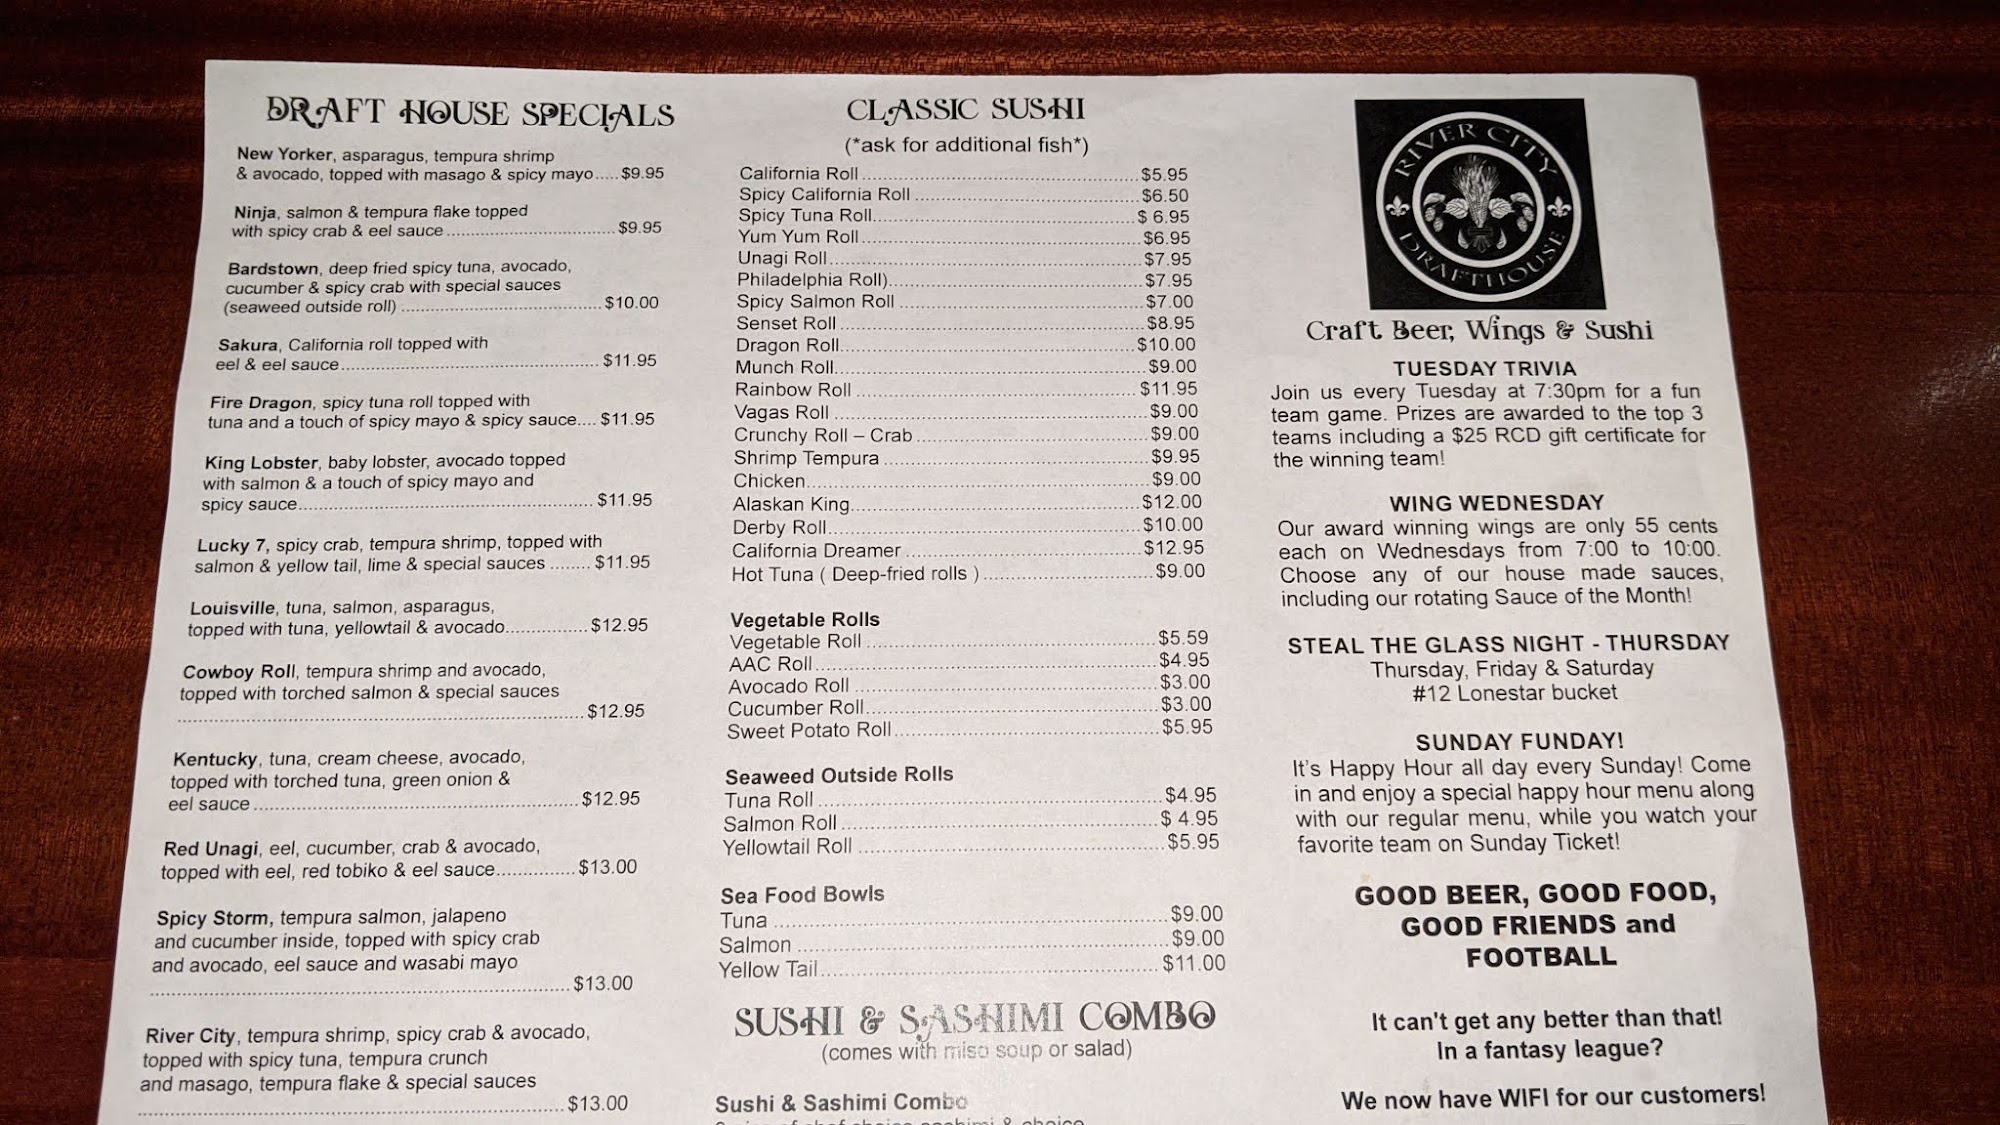 DRAFT HOUSE SPECIALS
New Yorker, asparagus, tempura shrimp
& avocado, topped with masago & spicy mayo.....$9.95
Ninja, salmon & tempura flake topped
with spicy crab & eel sauce................................$9.95
Bardstown, deep fried spicy tuna, avocado,
cucumber & spicy crab with special sauces
(seaweed outside roll)......................................$10.00
Sakura, California roll topped with
eel & eel sauce................................................$11.95
Fire Dragon, spicy tuna roll topped with
tuna and a touch of spicy mayo & spicy sauce....$11.95
King Lobster, baby lobster, avocado topped
with salmon & a touch of spicy mayo and
spicy sauce......................................................$11.95
Lucky 7, spicy crab, tempura shrimp, topped with
salmon & yellow tail, lime & special sauces........$11.95
Louisville, tuna, salmon, asparagus,
topped with tuna, yellowtail & avocado...............$12.95
Cowboy Roll, tempura shrimp and avocado,
topped with torched salmon & special sauces
........................................................................$12.95
Kentucky, tuna, cream cheese, avocado,
topped with torched tuna, green onion &
eel sauce..........................................................$12.95
Red Unagi, eel, cucumber, crab & avocado,
topped with eel, red tobiko & eel sauce..............$13.00
Spicy Storm, tempura salmon, jalapeno
and cucumber inside, topped with spicy crab
and avocado, eel sauce and wasabi mayo
........................................................................$13.00
River City, tempura shrimp, spicy crab & avocado,
topped with spicy tuna, tempura crunch
and masago, tempura flake & special sauces
........................................................................$13.00
CLASSIC SUSHI
(*ask for additional fish*)
California Roll................................................$5.95
Spicy California Roll.......................................$6.50
Spicy Tuna Roll..............................................$ 6.95
Yum Yum Roll................................................$6.95
Unagi Roll......................................................$7.95
Philadelphia Roll)...........................................$7.95
Spicy Salmon Roll..........................................$7.00
Senset Roll.....................................................$8.95
Dragon Roll....................................................$10.00
Munch Roll.....................................................$9.00
Rainbow Roll..................................................$11.95
Vagas Roll......................................................$9.00
Crunchy Roll – Crab.......................................$9.00
Shrimp Tempura.............................................$9.95
Chicken..........................................................$9.00
Alaskan King..................................................$12.00
Derby Roll......................................................$10.00
California Dreamer.........................................$12.95
Hot Tuna ( Deep-fried rolls )............................$9.00
Vegetable Rolls
Vegetable Roll................................................$5.59
AAC Roll........................................................$4.95
Avocado Roll..................................................$3.00
Cucumber Roll...............................................$3.00
Sweet Potato Roll...........................................$5.95
Seaweed Outside Rolls
Tuna Roll.......................................................$4.95
Salmon Roll...................................................$ 4.95
Yellowtail Roll................................................$5.95
Sea Food Bowls
Tuna..............................................................$9.00
Salmon..........................................................$9.00
Yellow Tail.....................................................$11.00
SUSHI & SASHIMI COMBO
(comes with miso soup or salad)
Sushi & Sashimi Combo
RIVER CITY
DRAFTHOUSE
Craft Beer, Wings & Sushi
TUESDAY TRIVIA
Join us every Tuesday at 7:30pm for a fun
team game. Prizes are awarded to the top 3
teams including a $25 RCD gift certificate for
the winning team!
WING WEDNESDAY
Our award winning wings are only 55 cents
each on Wednesdays from 7:00 to 10:00.
Choose any of our house made sauces,
including our rotating Sauce of the Month!
STEAL THE GLASS NIGHT - THURSDAY
Thursday, Friday & Saturday
#12 Lonestar bucket
SUNDAY FUNDAY!
It's Happy Hour all day every Sunday! Come
in and enjoy a special happy hour menu along
with our regular menu, while you watch your
favorite team on Sunday Ticket!
GOOD BEER, GOOD FOOD,
GOOD FRIENDS and
FOOTBALL
It can't get any better than that!
In a fantasy league?
We now have WIFI for our customers!